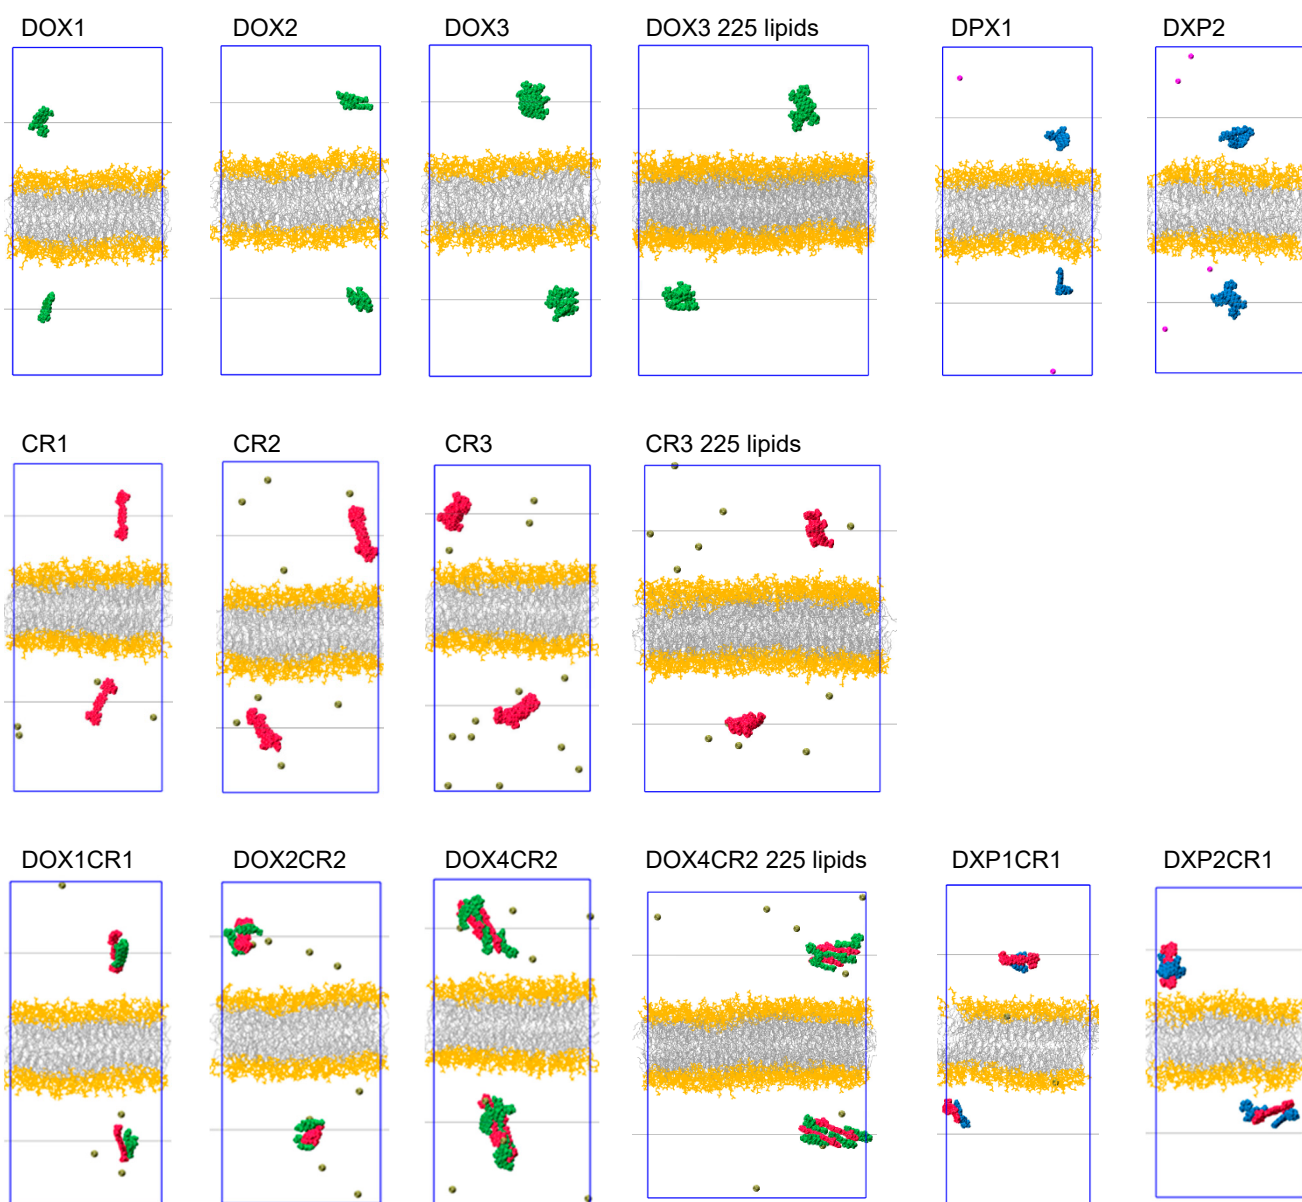 DOX1 DOX2 DOX3 DOX3 225 lipids DPX1 DXP2
CR1 CR2 CR3 CR3 225 lipids
DOX1CR1 DOX2CR2 DOX4CR2 DOX4CR2 225 lipids DXP1CR1 DXP2CR1